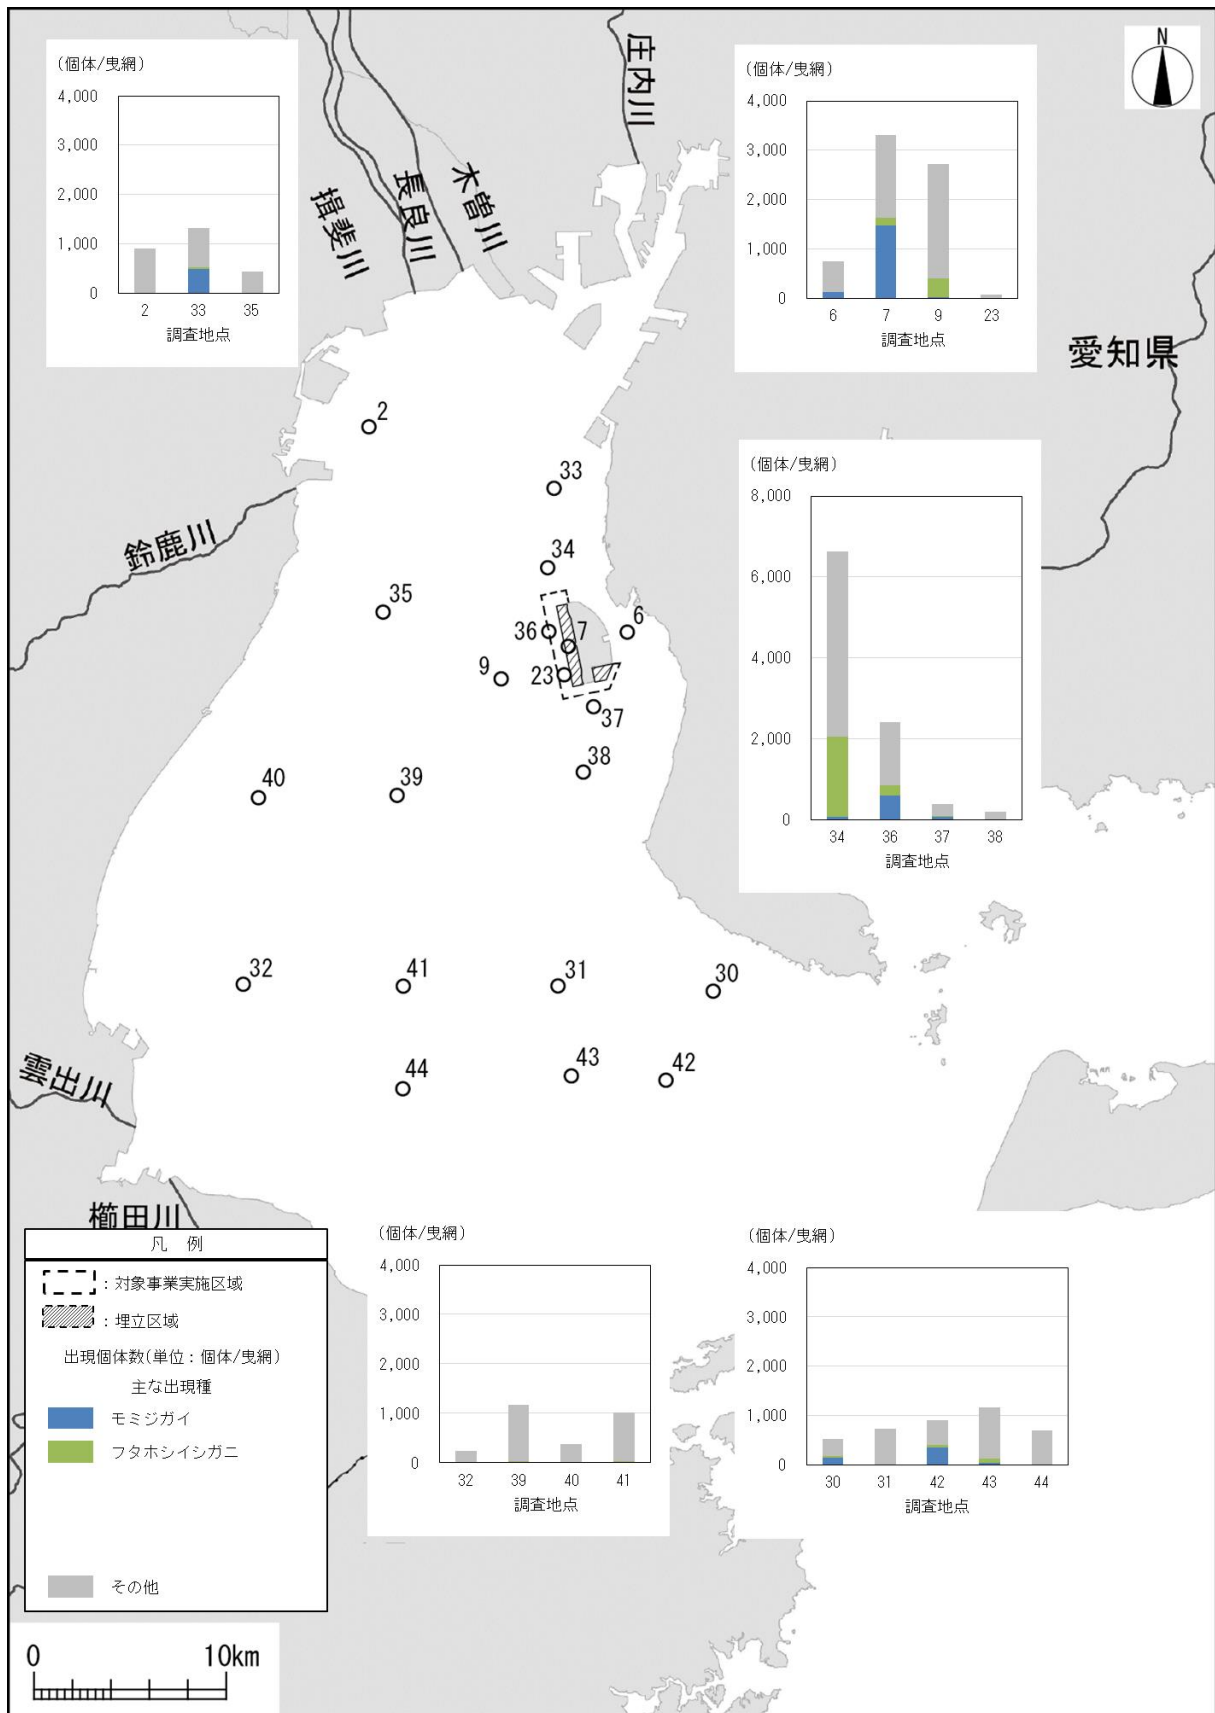 (個体/曳網)
4,000
3,000
2,000
1,000
0
2 33 35
調査地点
揖斐川
長良川
木曽川
庄内川
(個体/曳網)
4,000
3,000
2,000
1,000
0
6 7 9 23
調査地点
N
愛知県
(個体/曳網)
8,000
6,000
4,000
2,000
0
34 36 37 38
調査地点
鈴鹿川
2
33
34
35
36
7
6
9
23
37
38
40
39
32
41
31
30
44
43
42
雲出川
櫛田川
凡 例
:対象事業実施区域
:埋立区域
出現個体数(単位:個体/曳網)
主な出現種
モミジガイ
フタホシイシガニ
その他
0 10km
(個体/曳網)
4,000
3,000
2,000
1,000
0
32 39 40 41
調査地点
(個体/曳網)
4,000
3,000
2,000
1,000
0
30 31 42 43 44
調査地点